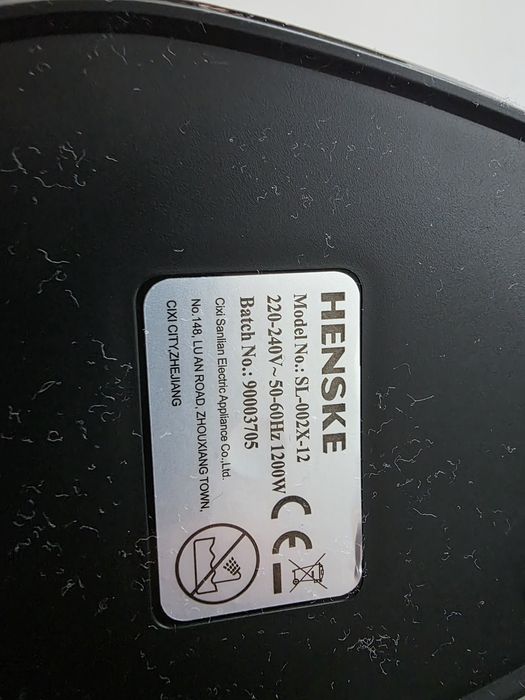 HENSKE
Model No.: SL-002X-12
220-240V~50-60Hz 1200W
Batch No.: 90003705
Cixi Sanlian Electric Appliance Co.,Ltd.
No.148, LU AN ROAD, ZHOUXIANG TOWN,
CIXI CITY,ZHEJIANG
CE